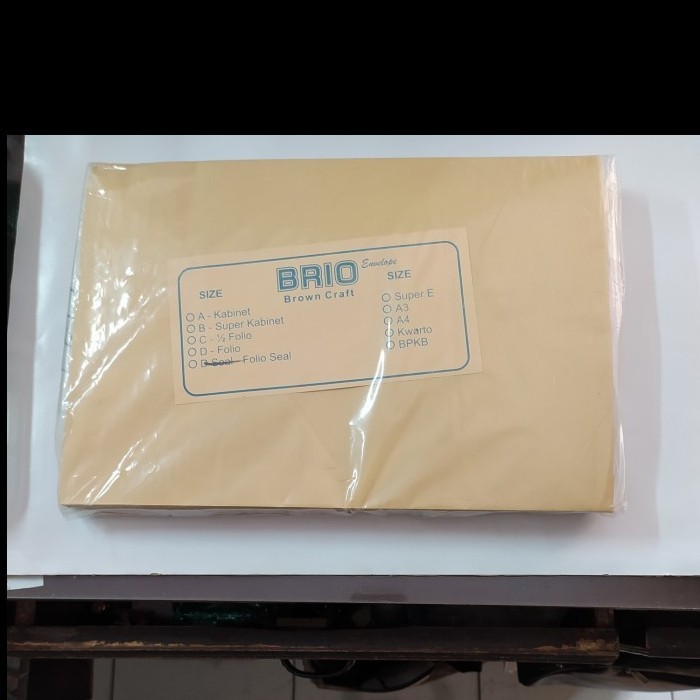 BRIO Envelope
Brown Craft
SIZE
A - Kabinet
B - Super Kabinet
C - ½ Folio
D - Folio
D Seal - Folio Seal
SIZE
Super E
A3
A4
Kwarto
BPKB